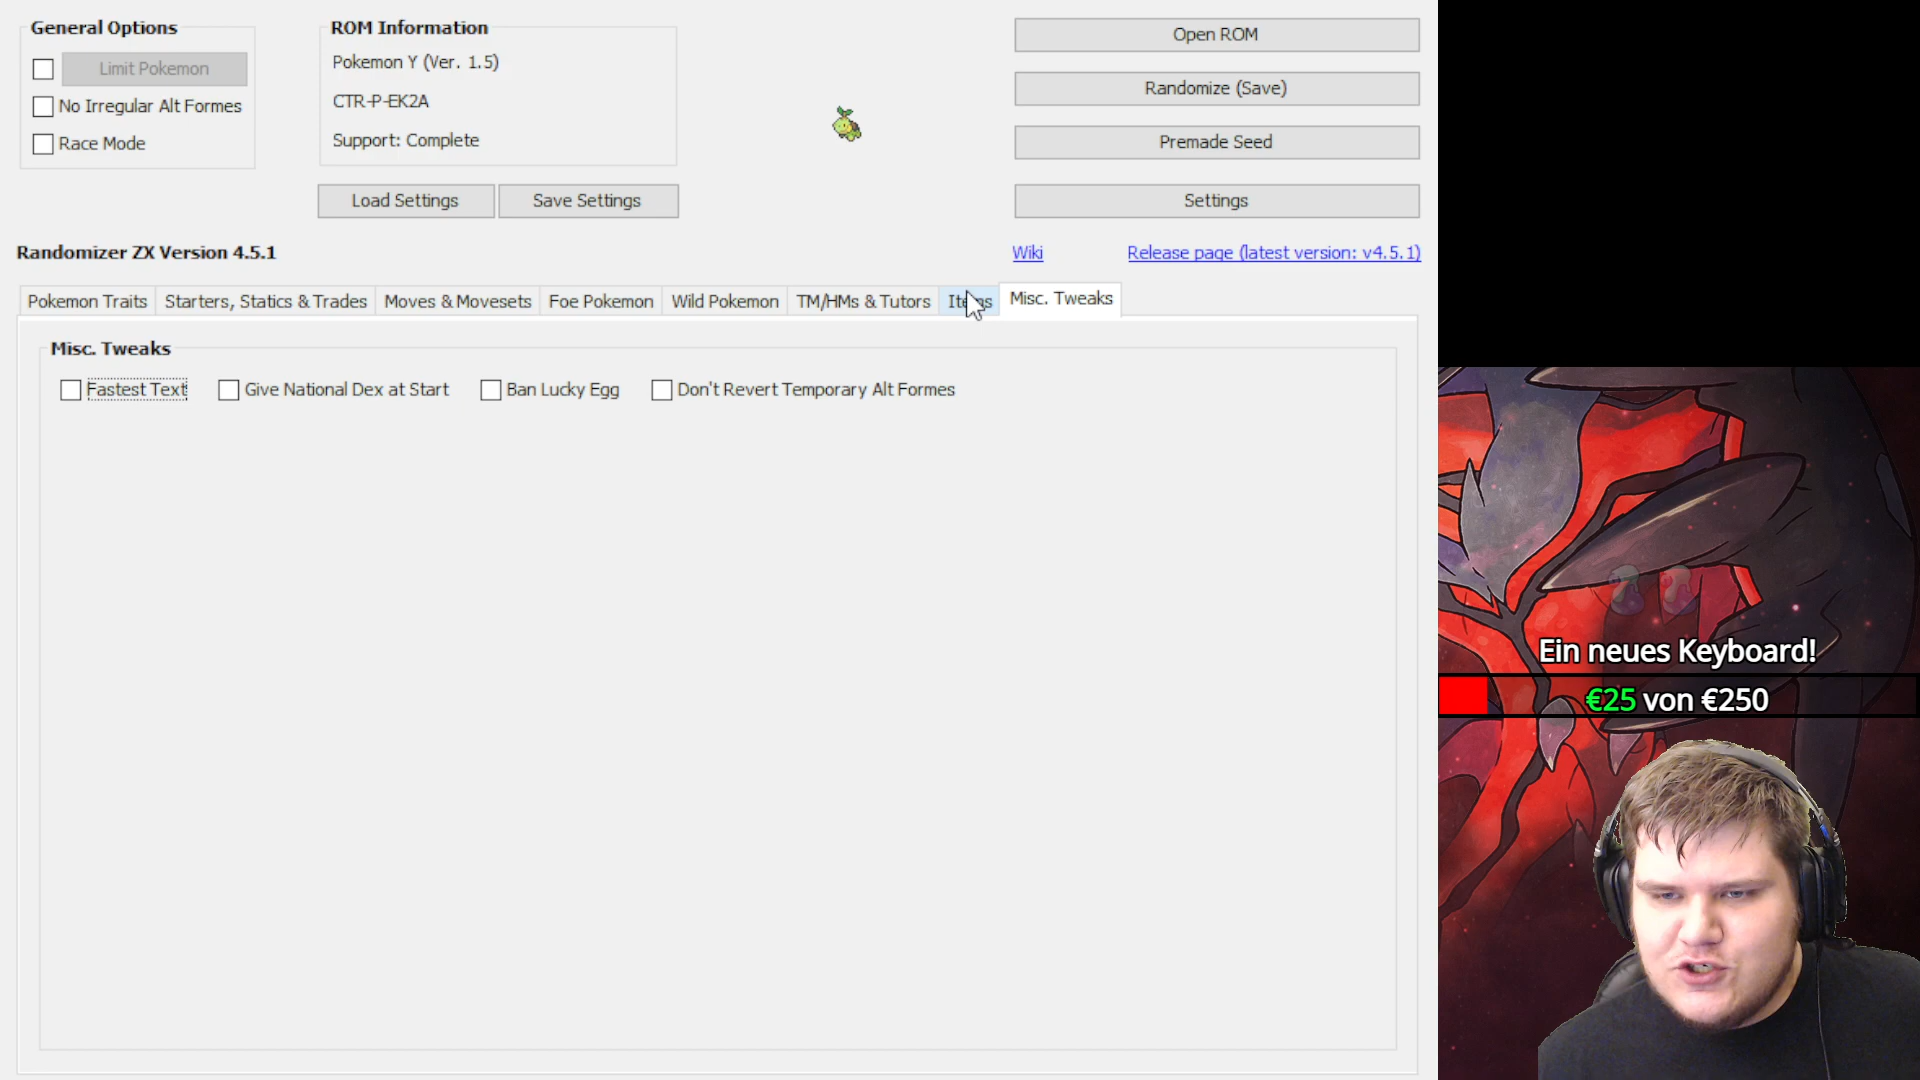 General Options
Limit Pokemon
No Irregular Alt Formes
Race Mode
ROM Information
Pokemon Y (Ver. 1.5)
CTR-P-EK2A
Support: Complete
Load Settings
Save Settings
Open ROM
Randomize (Save)
Premade Seed
Settings
Randomizer ZX Version 4.5.1
Wiki
Release page (latest version: v4.5.1)
Pokemon Traits
Starters, Statics & Trades
Moves & Movesets
Foe Pokemon
Wild Pokemon
TM/HMs & Tutors
Items
Misc. Tweaks
Misc. Tweaks
Fastest Text
Give National Dex at Start
Ban Lucky Egg
Don't Revert Temporary Alt Formes
Ein neues Keyboard!
€25 von €250